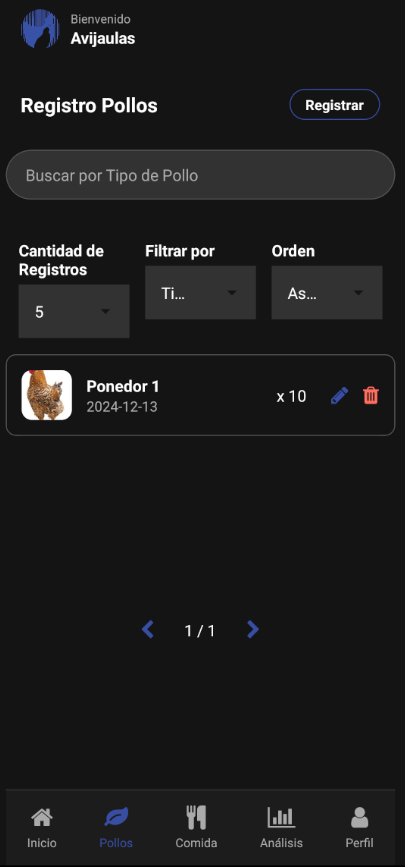 Bienvenido
Avijaulas
Registro Pollos
Registrar
Buscar por Tipo de Pollo
Cantidad de
Registros
Filtrar por
Orden
5
Ti...
As...
Ponedor 1
2024-12-13
x 10
1 / 1
Inicio
Pollos
Comida
Análisis
Perfil